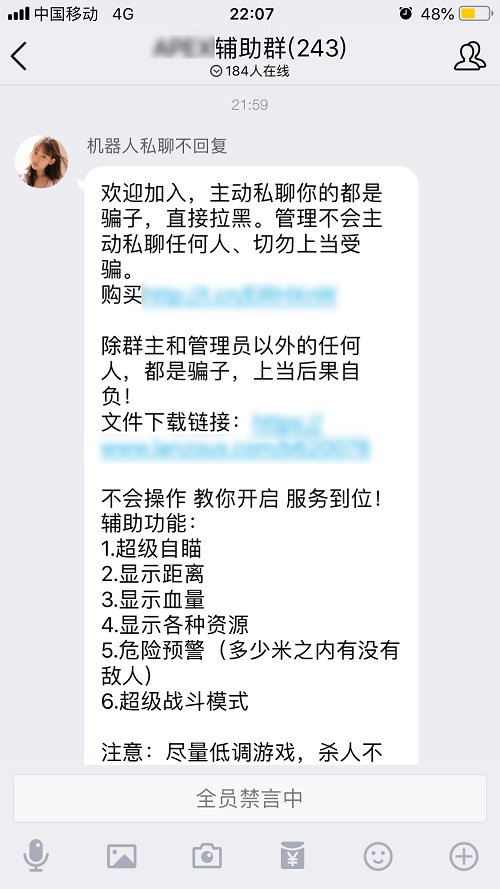 中国移动 4G 22:07 48%
辅助群(243)
184人在线
21:59
机器人私聊不回复
欢迎加入，主动私聊你的都是
骗子，直接拉黑。管理不会主
动私聊任何人、切勿上当受
骗。
购买
除群主和管理员以外的任何
人，都是骗子，上当后果自
负！
文件下载链接：
不会操作 教你开启 服务到位！
辅助功能：
1.超级自瞄
2.显示距离
3.显示血量
4.显示各种资源
5.危险预警（多少米之内有没有
敌人）
6.超级战斗模式
注意：尽量低调游戏，杀人不
全员禁言中